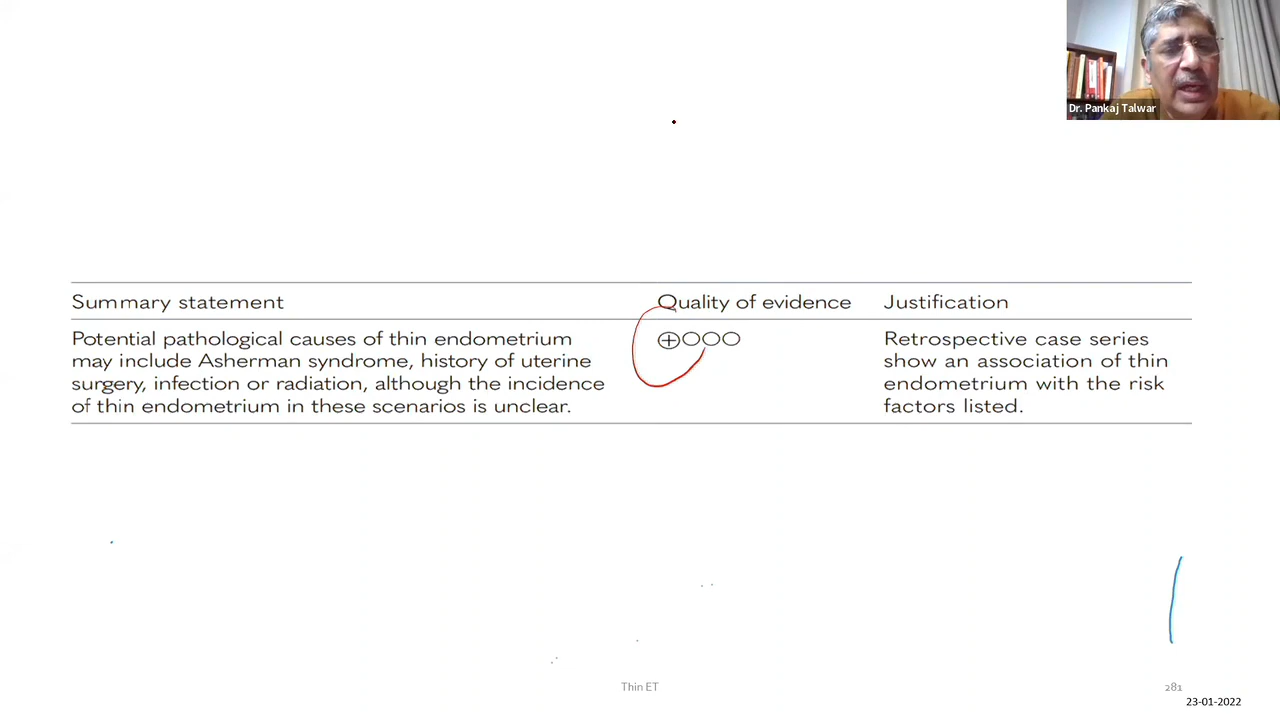 Dr. Pankaj Talwar
Summary statement Quality of evidence Justification
Potential pathological causes of thin endometrium
may include Asherman syndrome, history of uterine
surgery, infection or radiation, although the incidence
of thin endometrium in these scenarios is unclear.
⊕○○○
Retrospective case series
show an association of thin
endometrium with the risk
factors listed.
Thin ET
281
23-01-2022